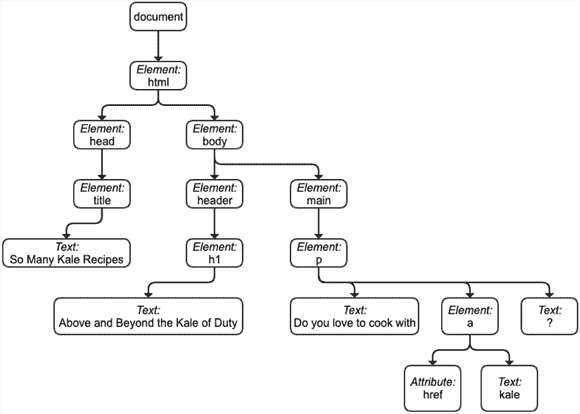 document
Element:
html
Element:
head
Element:
body
Element:
title
Element:
header
Element:
main
Text:
So Many Kale Recipes
Element:
h1
Element:
p
Text:
Above and Beyond the Kale of Duty
Text:
Do you love to cook with
Element:
a
Text:
?
Attribute:
href
Text:
kale